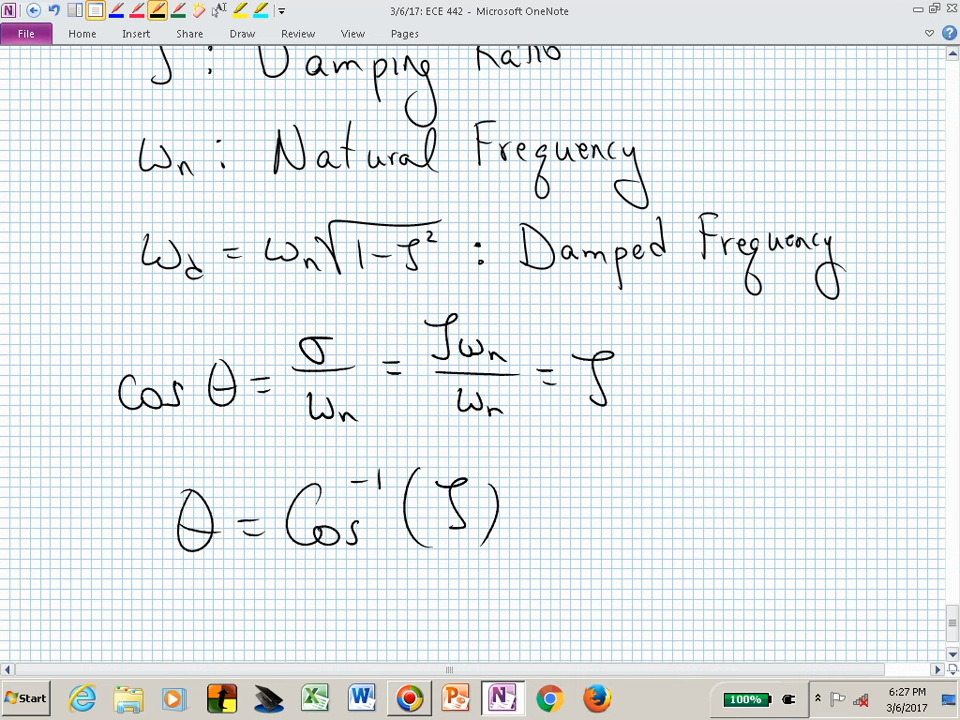 3/6/17: ECE 442 - Microsoft OneNote
File Home Insert Share Draw Review View Pages
ζ : Damping Ratio
ωn : Natural Frequency
ωd = ωn√(1-ζ²) : Damped Frequency
cos θ = σ/ωn = ζωn/ωn = ζ
θ = Cos⁻¹(ζ)
Start
100%
6:27 PM
3/6/2017